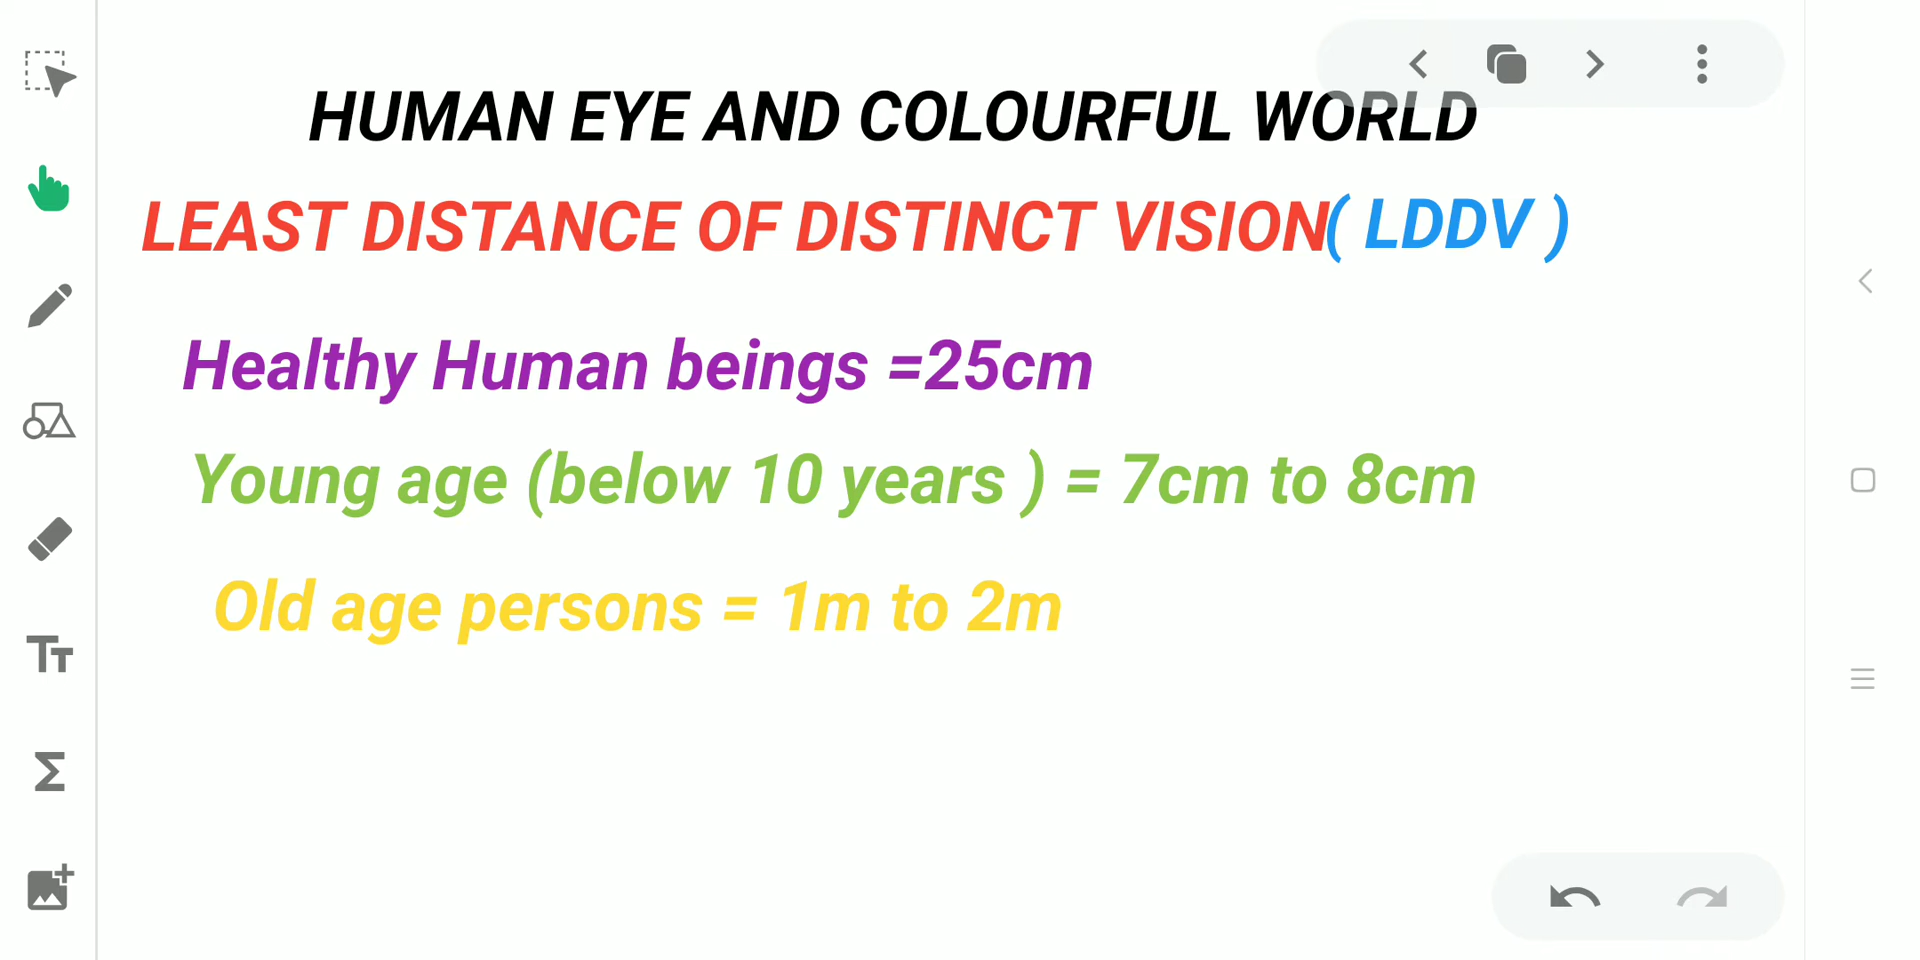 HUMAN EYE AND COLOURFUL WORLD
LEAST DISTANCE OF DISTINCT VISION( LDDV )
Healthy Human beings =25cm
Young age (below 10 years ) = 7cm to 8cm
Old age persons = 1m to 2m